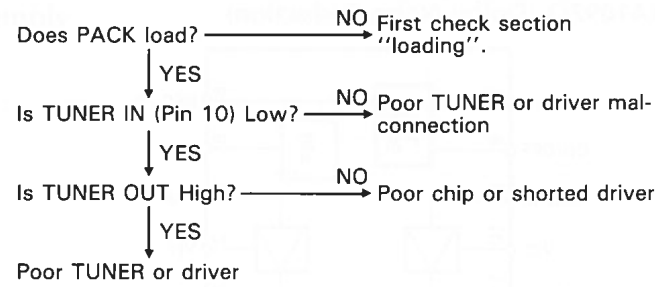 Does PACK load? NO First check section
"loading".
YES
Is TUNER IN (Pin 10) Low? NO Poor TUNER or driver mal-
connection
YES
Is TUNER OUT High? NO Poor chip or shorted driver
YES
Poor TUNER or driver